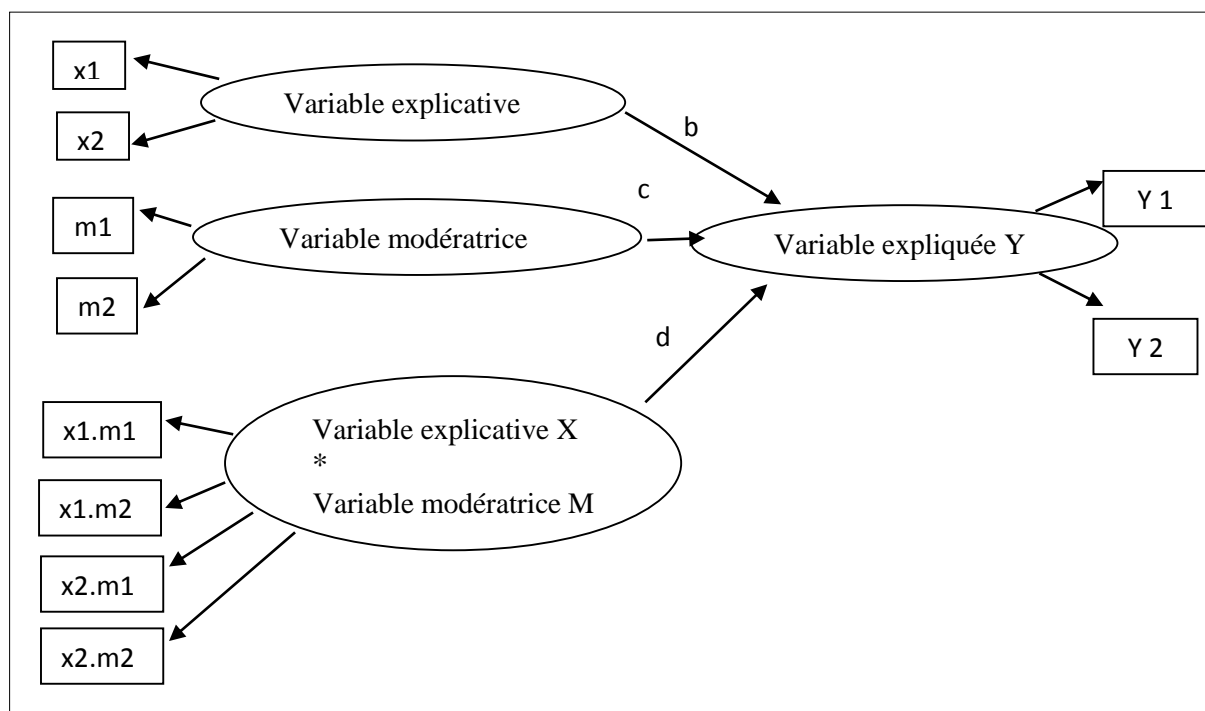 x1
Variable explicative
x2
b
m1
Variable modératrice
m2
c
Variable expliquée Y
Y 1
Y 2
d
x1.m1
x1.m2
x2.m1
x2.m2
Variable explicative X
*
Variable modératrice M